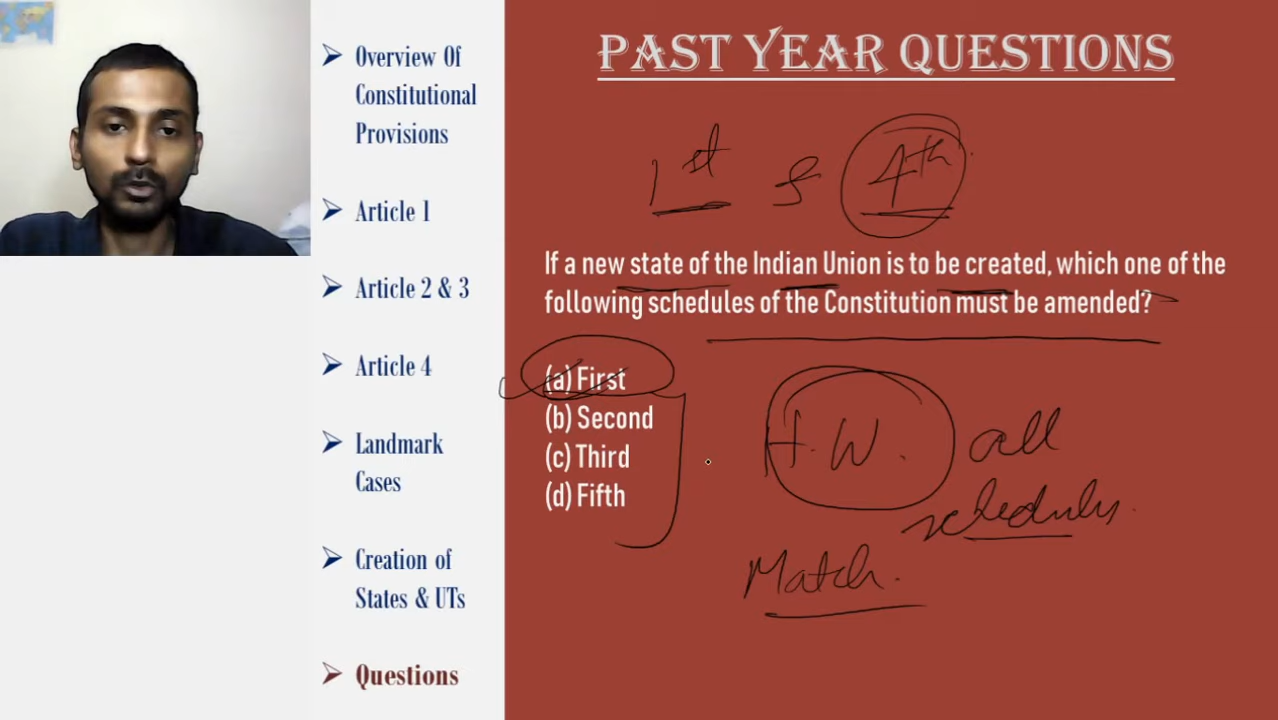 Overview Of
Constitutional
Provisions
Article 1
Article 2 & 3
Article 4
Landmark
Cases
Creation of
States & UTs
Questions
PAST YEAR QUESTIONS
1st & 4th
If a new state of the Indian Union is to be created, which one of the
following schedules of the Constitution must be amended?
(a) First
(b) Second
(c) Third
(d) Fifth
H.W. all
schedules.
Match.